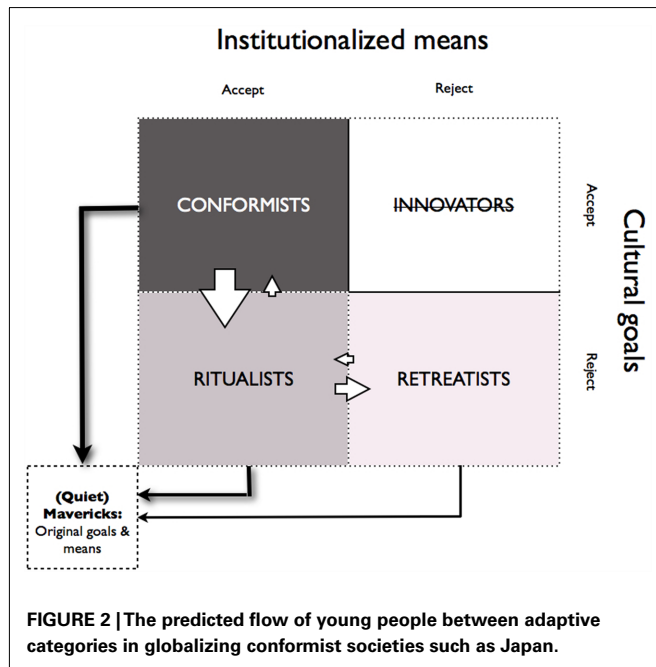 Institutionalized means
Accept
Reject
CONFORMISTS
INNOVATORS
Accept
Cultural goals
RITUALISTS
RETREATISTS
Reject
(Quiet)
Mavericks:
Original goals &
means
FIGURE 2 | The predicted flow of young people between adaptive
categories in globalizing conformist societies such as Japan.